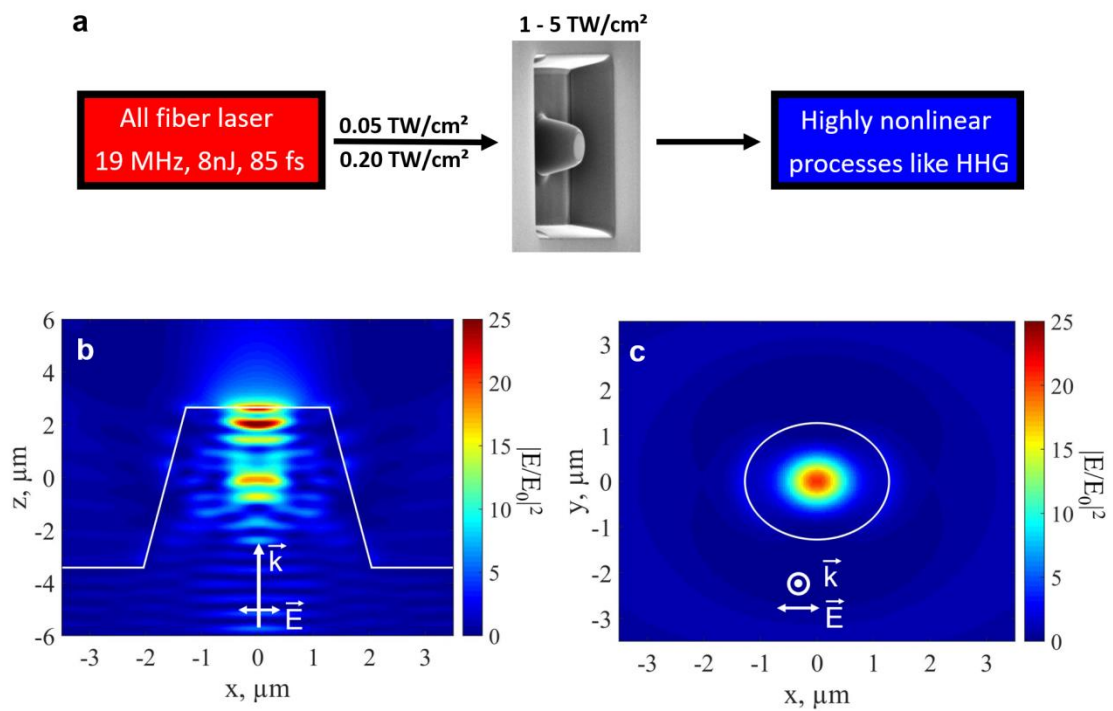 a
1 - 5 TW/cm²
All fiber laser
19 MHz, 8nJ, 85 fs
0.05 TW/cm²
0.20 TW/cm²
Highly nonlinear
processes like HHG
b
6
4
2
0
-2
-4
-6
z, μm
-3 -2 -1 0 1 2 3
x, μm
k
E
25
20
15
10
5
0
|E/E₀|²
c
3
2
1
0
-1
-2
-3
y, μm
-3 -2 -1 0 1 2 3
x, μm
k
E
25
20
15
10
5
0
|E/E₀|²